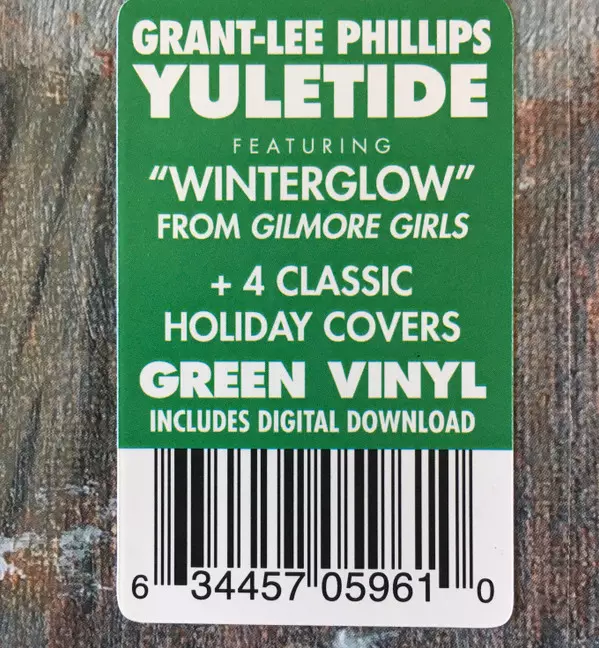 GRANT-LEE PHILLIPS
YULETIDE
FEATURING
"WINTERGLOW"
FROM GILMORE GIRLS
+ 4 CLASSIC
HOLIDAY COVERS
GREEN VINYL
INCLUDES DIGITAL DOWNLOAD
6 34457 05961 0